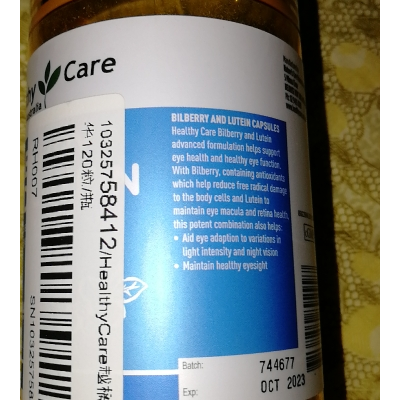 Care
BILBERRY AND LUTEIN CAPSULES
Healthy Care Bilberry and Lutein
advanced formulation helps support
eye health and healthy eye function.
With Bilberry, containing antioxidants
which help reduce free radical damage
to the body cells and Lutein to
maintain eye macula and retina health,
this potent combination also helps:
• Aid eye adaption to variations in
light intensity and night vision
• Maintain healthy eyesight
Batch: 744677
Exp: OCT 2023
10325758412/HealthyCare越橘
华120粒/瓶
RH007
SN10325758